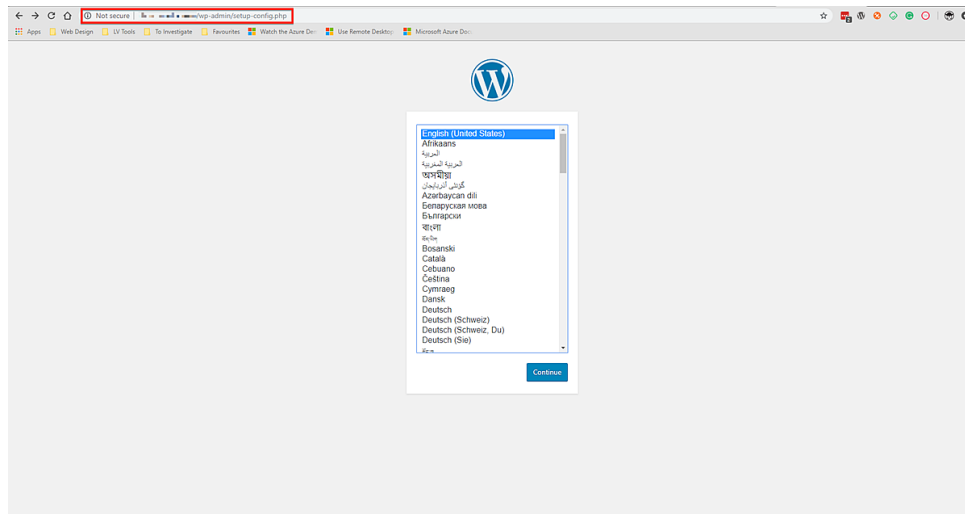 Not secure
/wp-admin/setup-config.php
Apps Web Design LV Tools To Investigate Favourites Watch the Azure Dev Use Remote Desktop Microsoft Azure Doc
English (United States)
Afrikaans
العربية
العربية المغربية
অসমীয়া
گؤنئی آذربایجان
Azərbaycan dili
Беларуская мова
Български
বাংলা
བོད་ཡིག
Bosanski
Català
Cebuano
Čeština
Cymraeg
Dansk
Deutsch
Deutsch (Schweiz)
Deutsch (Schweiz, Du)
Deutsch (Sie)
Continue